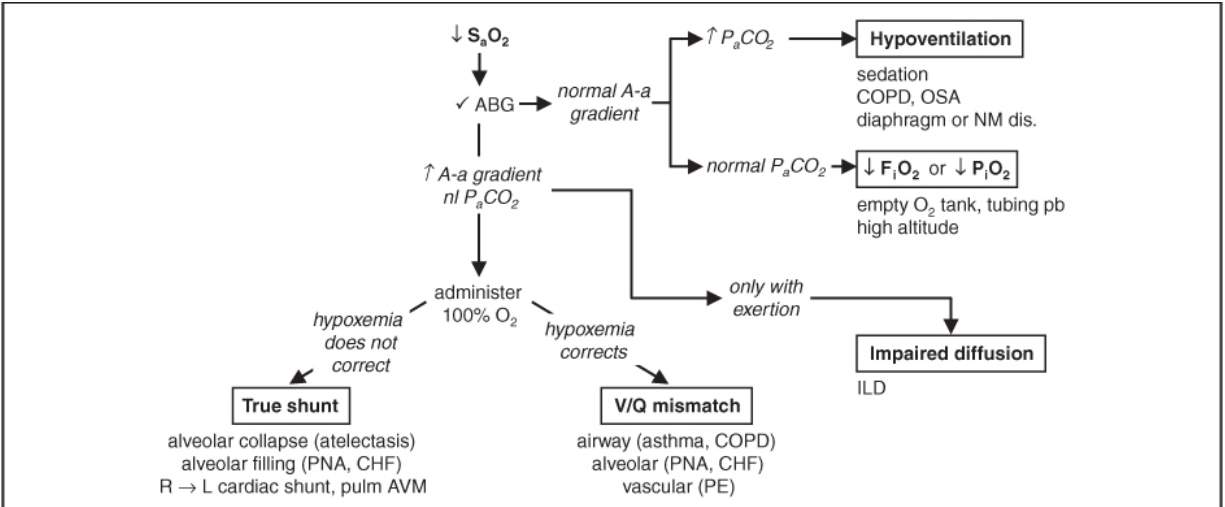 ↓ SaO2
✓ ABG
normal A-a
gradient
↑ PaCO2
Hypoventilation
sedation
COPD, OSA
diaphragm or NM dis.
normal PaCO2
↓ FiO2 or ↓ PiO2
empty O2 tank, tubing pb
high altitude
↑ A-a gradient
nl PaCO2
only with
exertion
Impaired diffusion
ILD
administer
100% O2
hypoxemia
does not
correct
True shunt
alveolar collapse (atelectasis)
alveolar filling (PNA, CHF)
R → L cardiac shunt, pulm AVM
hypoxemia
corrects
V/Q mismatch
airway (asthma, COPD)
alveolar (PNA, CHF)
vascular (PE)